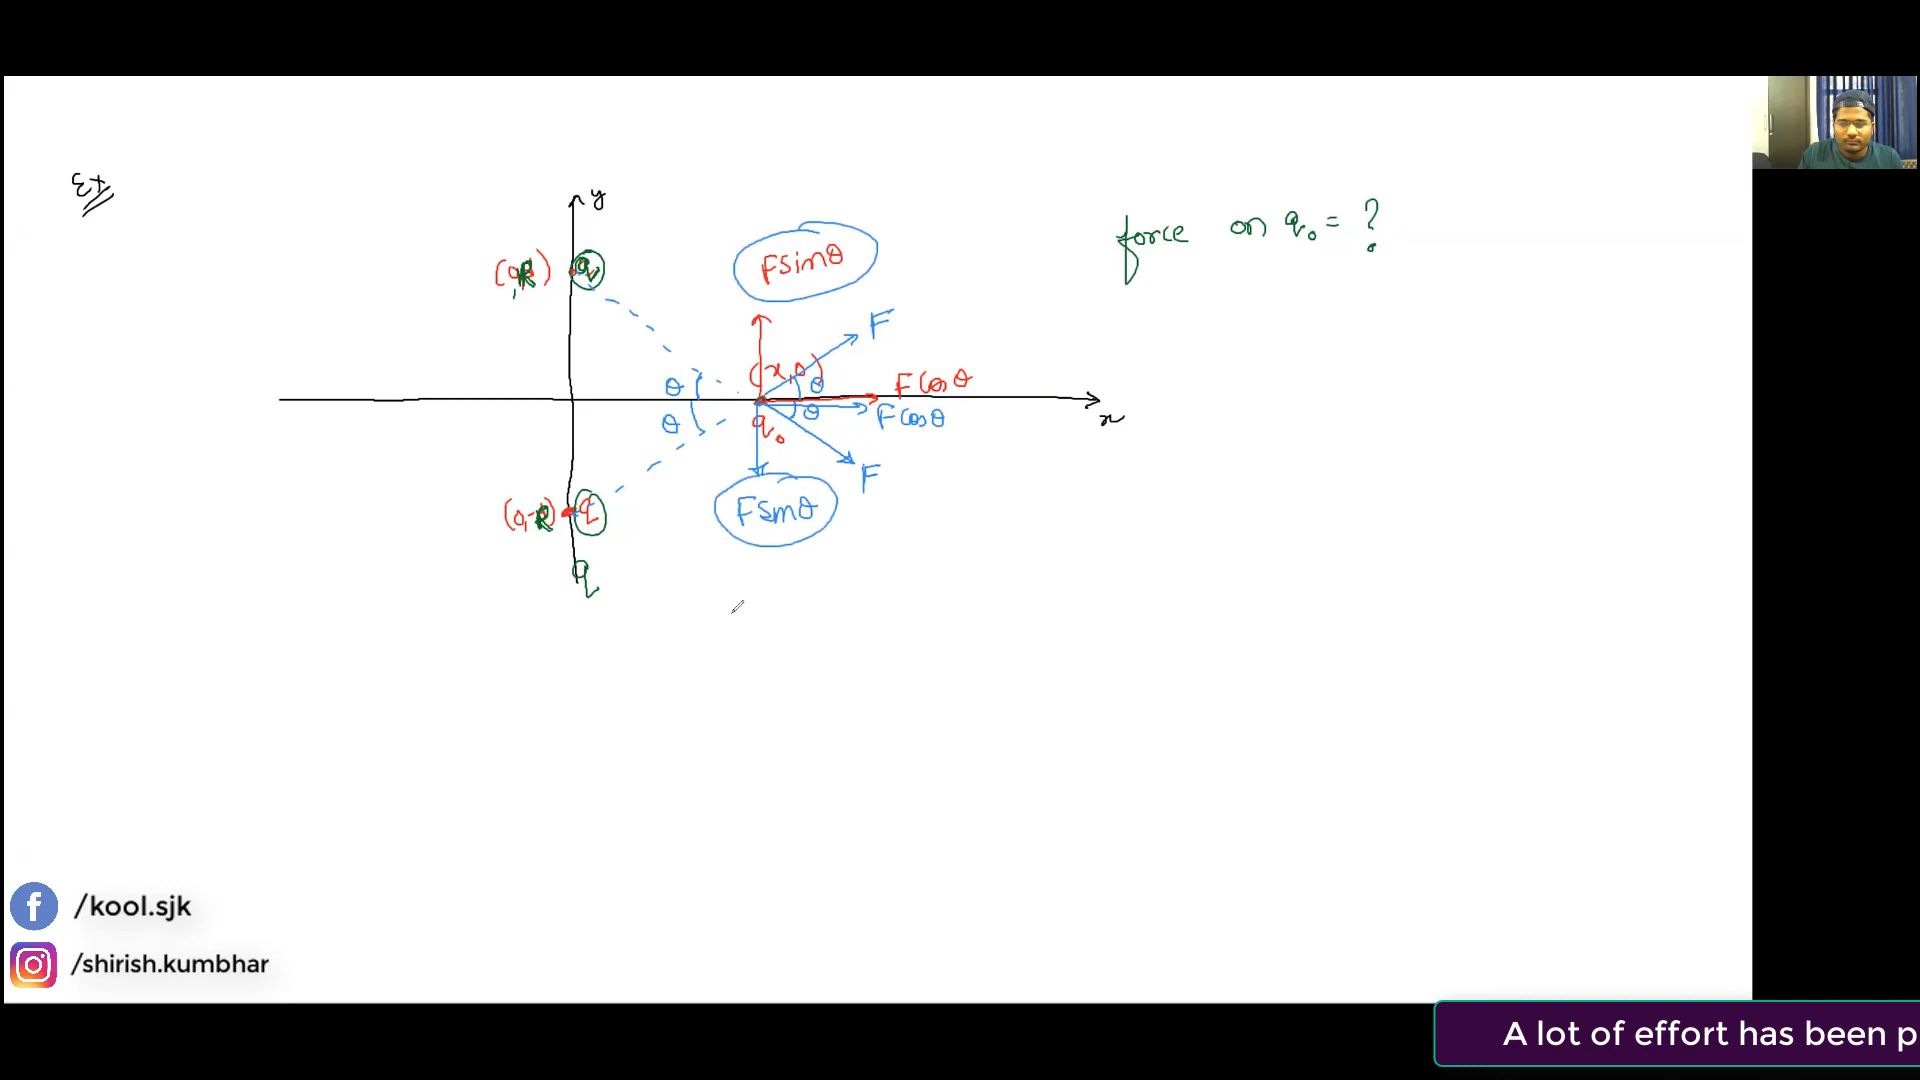 Ex
y
force on q₀ = ?
(0,R) q
Fsinθ
F
(x,0)
θ
θ
Fcosθ
θ
θ
q₀
Fcosθ
x
F
(0,-R) q
Fsinθ
q
/kool.sjk
/shirish.kumbhar
A lot of effort has been p